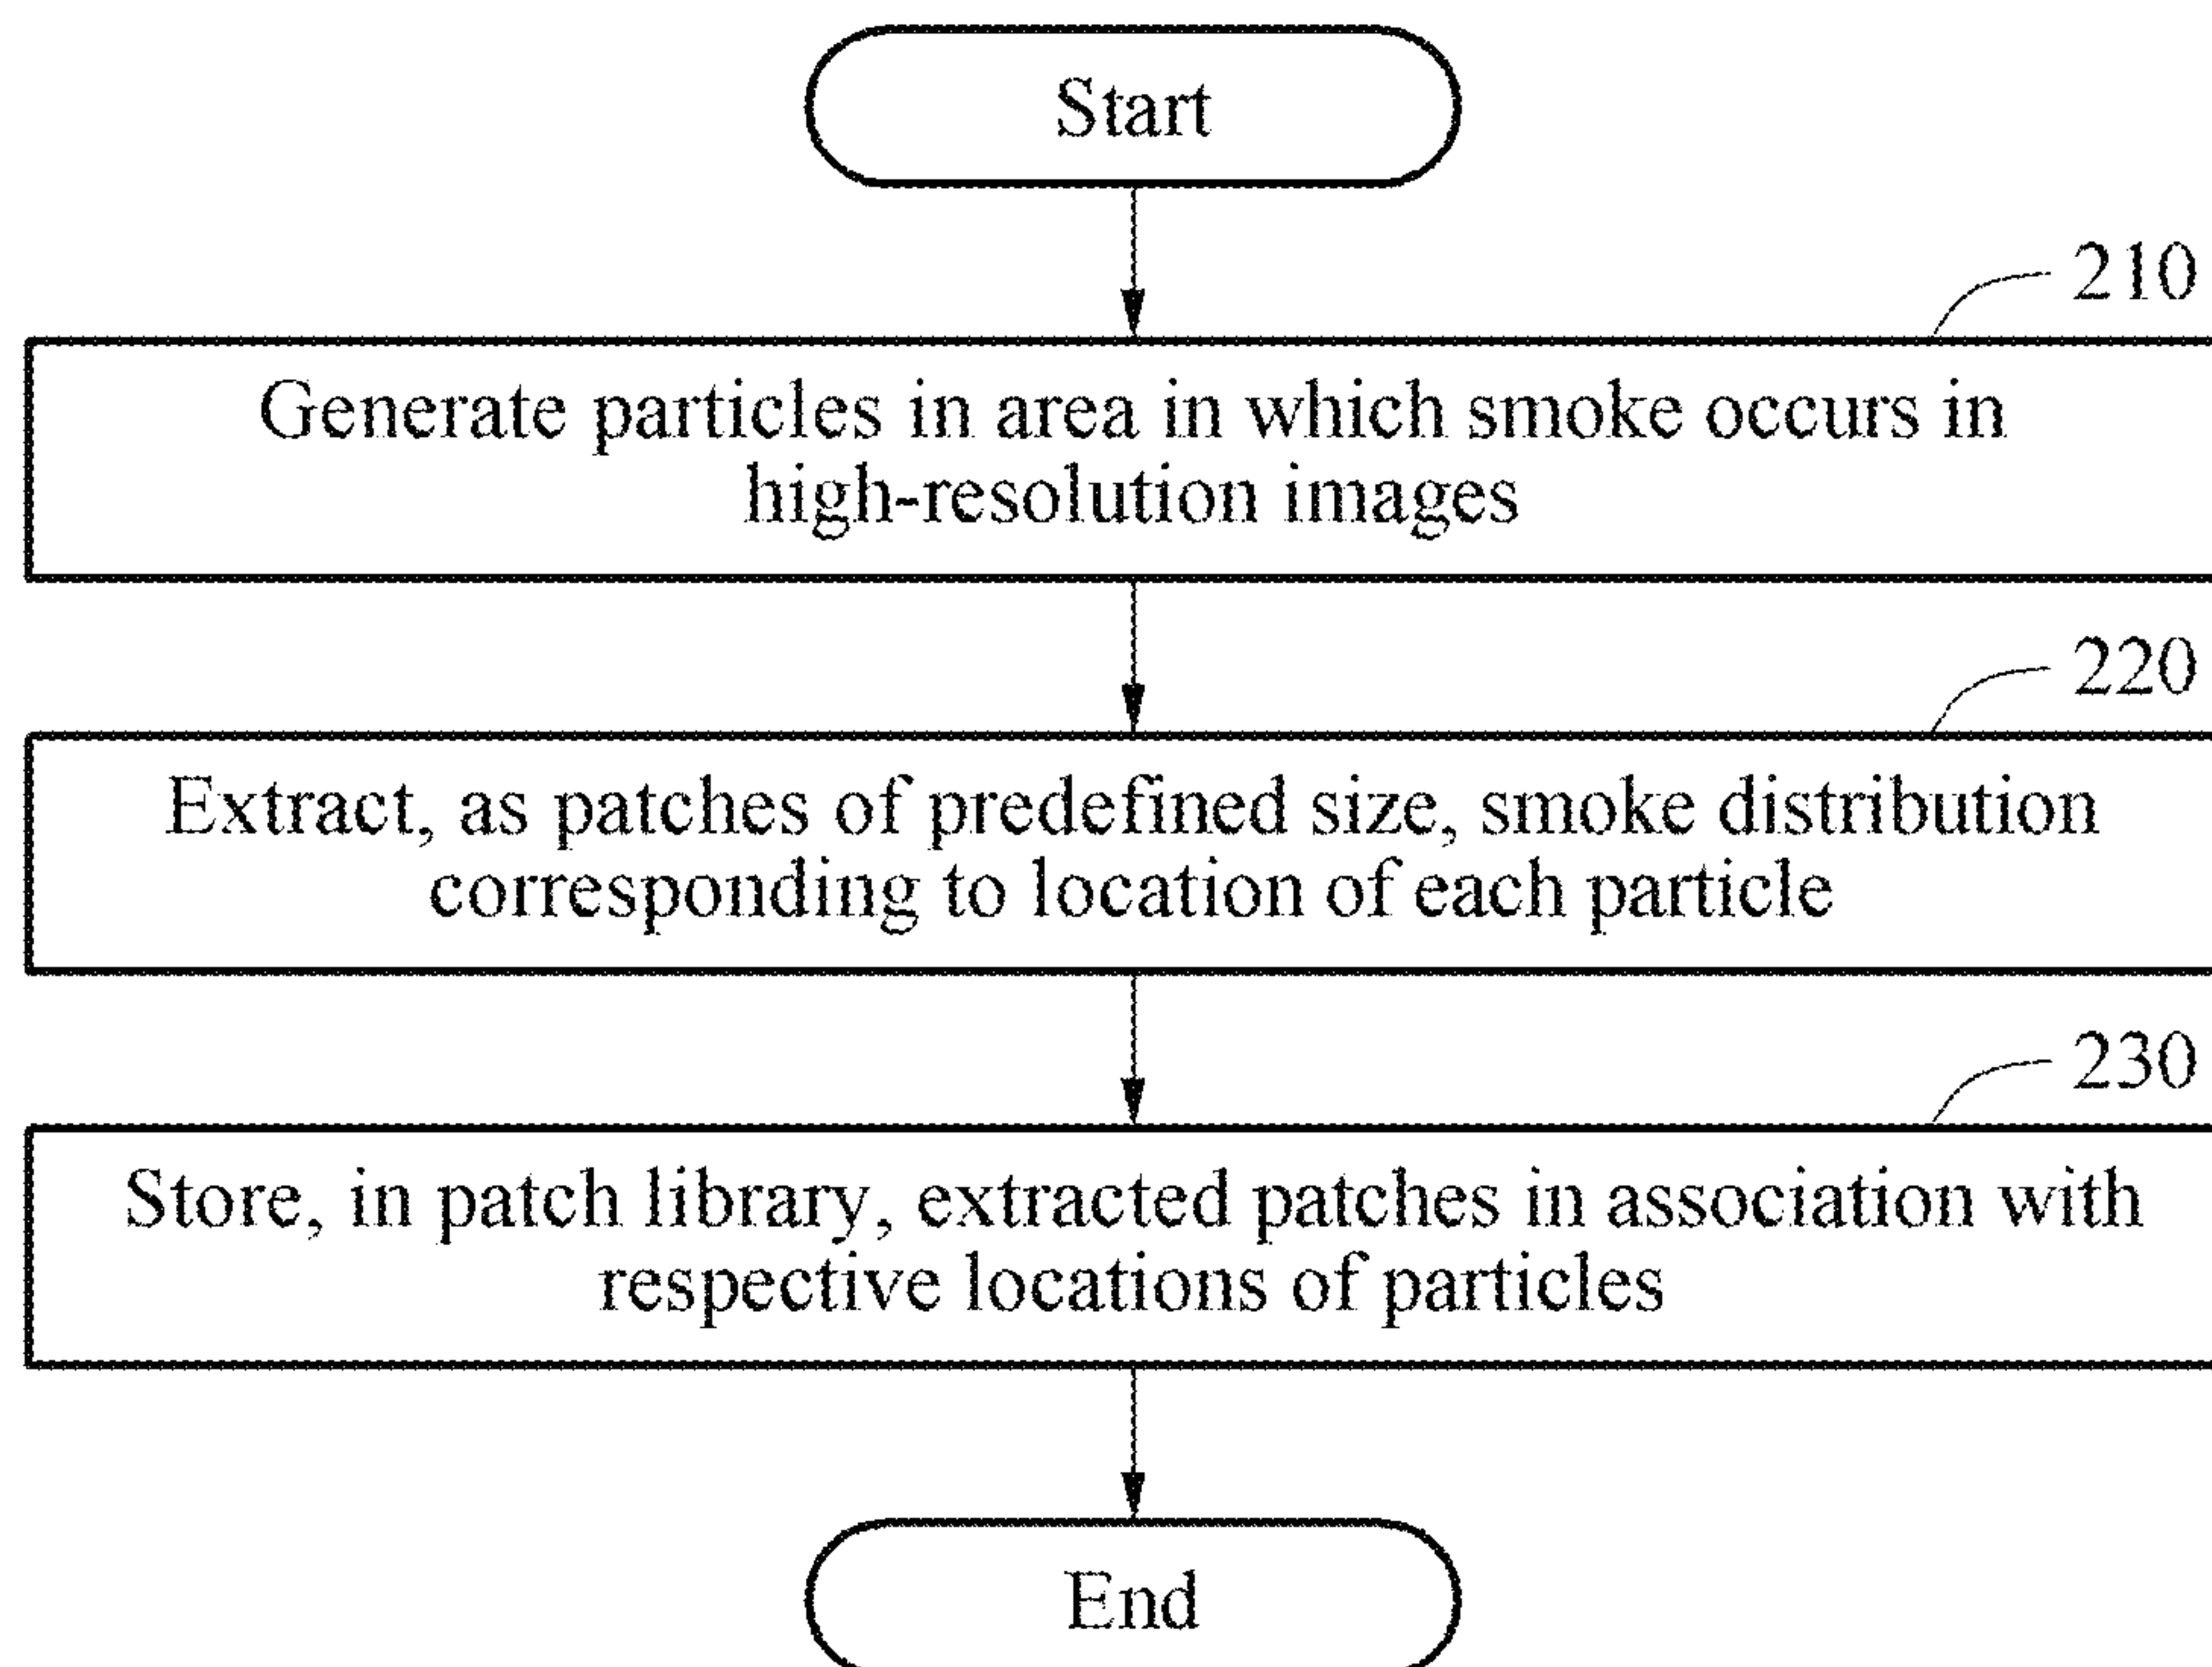 Start
210
Generate particles in area in which smoke occurs in
high-resolution images
220
Extract, as patches of predefined size, smoke distribution
corresponding to location of each particle
230
Store, in patch library, extracted patches in association with
respective locations of particles
End